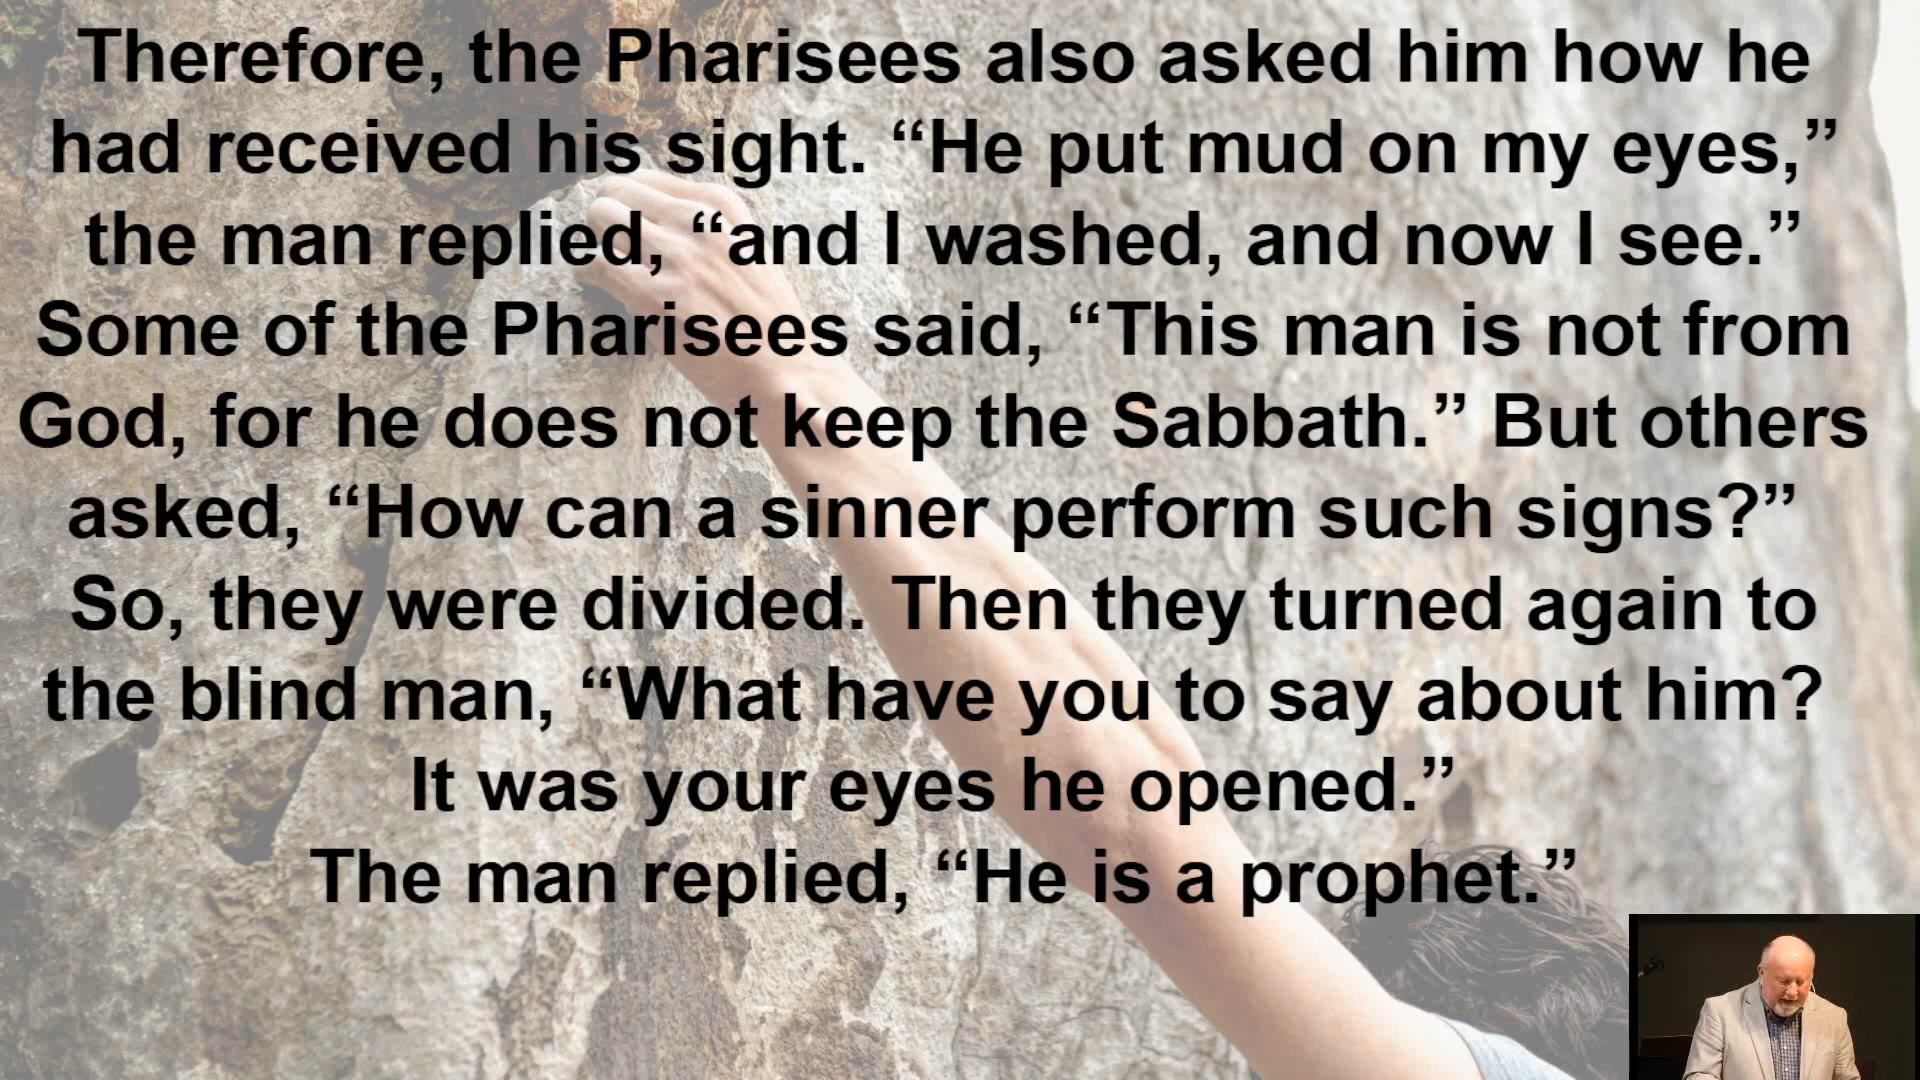 Therefore, the Pharisees also asked him how he
had received his sight. “He put mud on my eyes,”
the man replied, “and I washed, and now I see.”
Some of the Pharisees said, “This man is not from
God, for he does not keep the Sabbath.” But others
asked, “How can a sinner perform such signs?”
So, they were divided. Then they turned again to
the blind man, “What have you to say about him?
It was your eyes he opened.”
The man replied, “He is a prophet.”